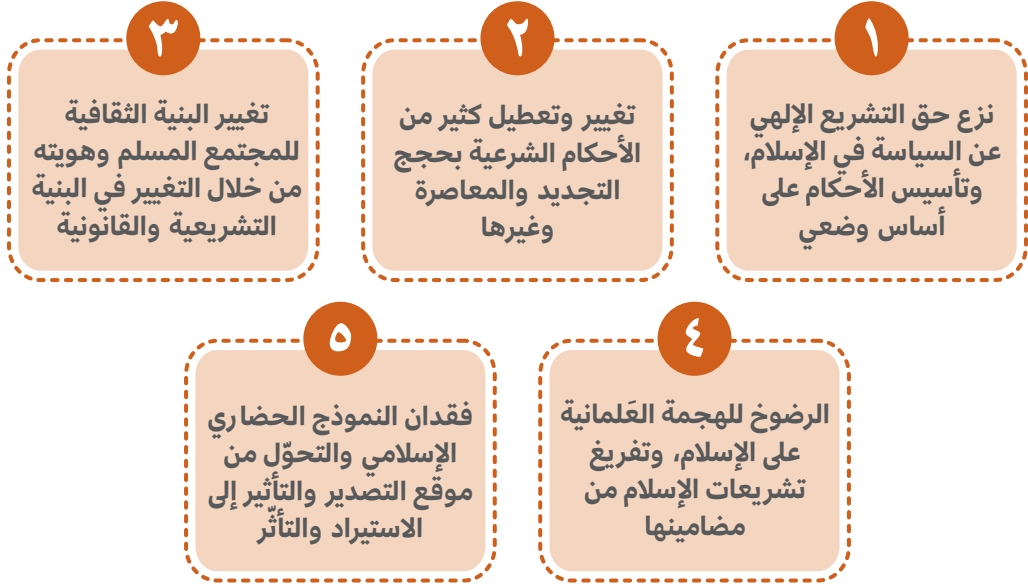 ١
نزع حق التشريع الإلهي
عن السياسة في الإسلام،
وتأسيس الأحكام على
أساس وضعي
٢
تغيير وتعطيل كثير من
الأحكام الشرعية بحجج
التجديد والمعاصرة
وغيرها
٣
تغيير البنية الثقافية
للمجتمع المسلم وهويته
من خلال التغيير في البنية
التشريعية والقانونية
٤
الرضوخ للهجمة العَلمانية
على الإسلام، وتفريغ
تشريعات الإسلام من
مضامينها
٥
فقدان النموذج الحضاري
الإسلامي والتحوّل من
موقع التصدير والتأثير إلى
الاستيراد والتأثّر